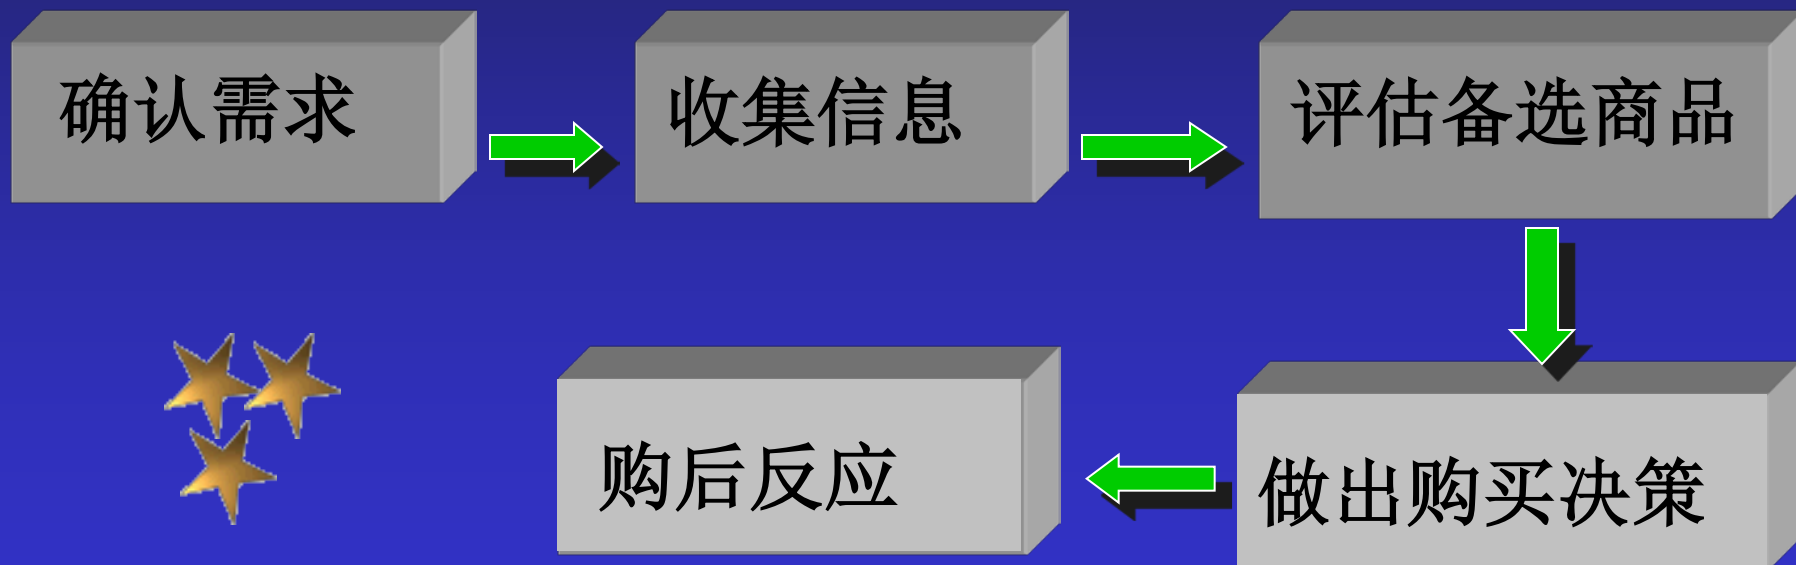 确认需求
收集信息
评估备选商品
做出购买决策
购后反应